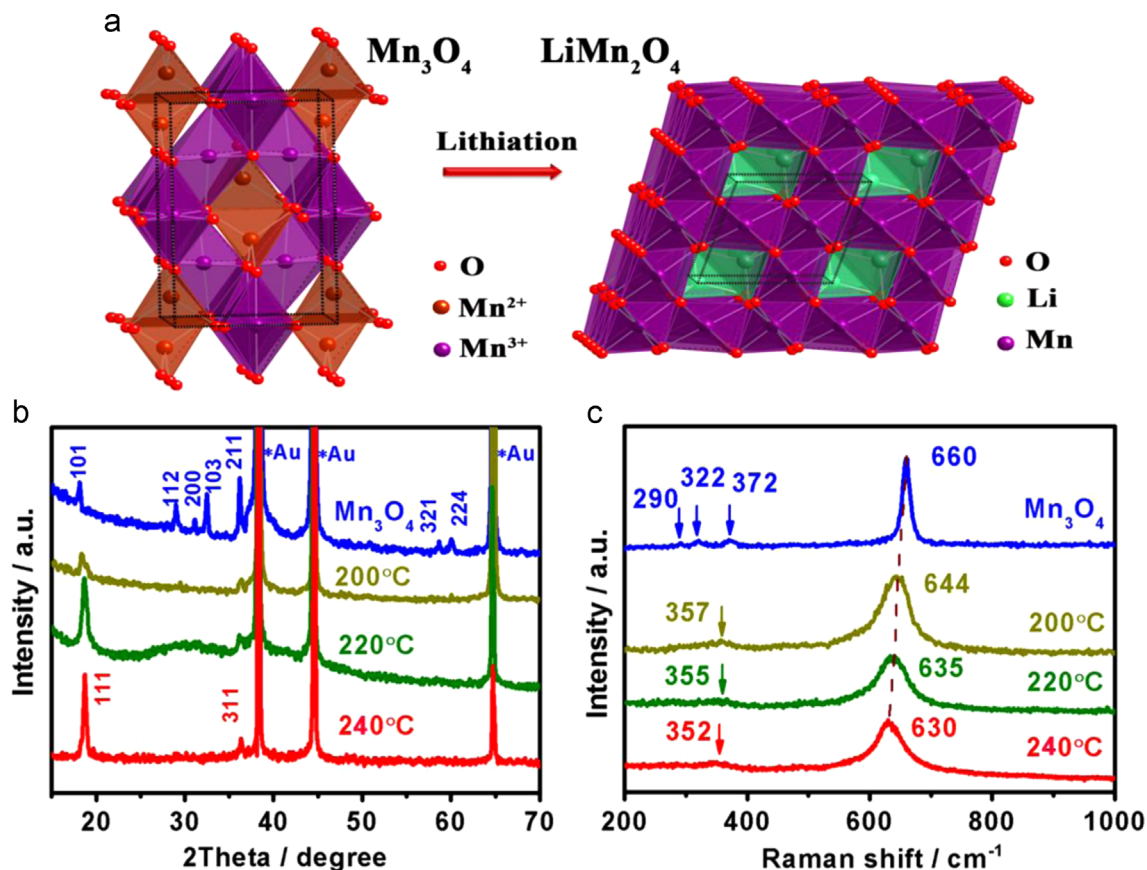 a
Mn₃O₄
LiMn₂O₄
Lithiation
O
Mn²⁺
Mn³⁺
O
Li
Mn
b
Intensity / a.u.
101
112
200
103
211
*Au
*Au
*Au
Mn₃O₄
321
224
200°C
220°C
111
311
240°C
20 30 40 50 60 70
2Theta / degree
c
Intensity / a.u.
290
322
372
660
Mn₃O₄
357
644
200°C
355
635
220°C
352
630
240°C
200 400 600 800 1000
Raman shift / cm⁻¹